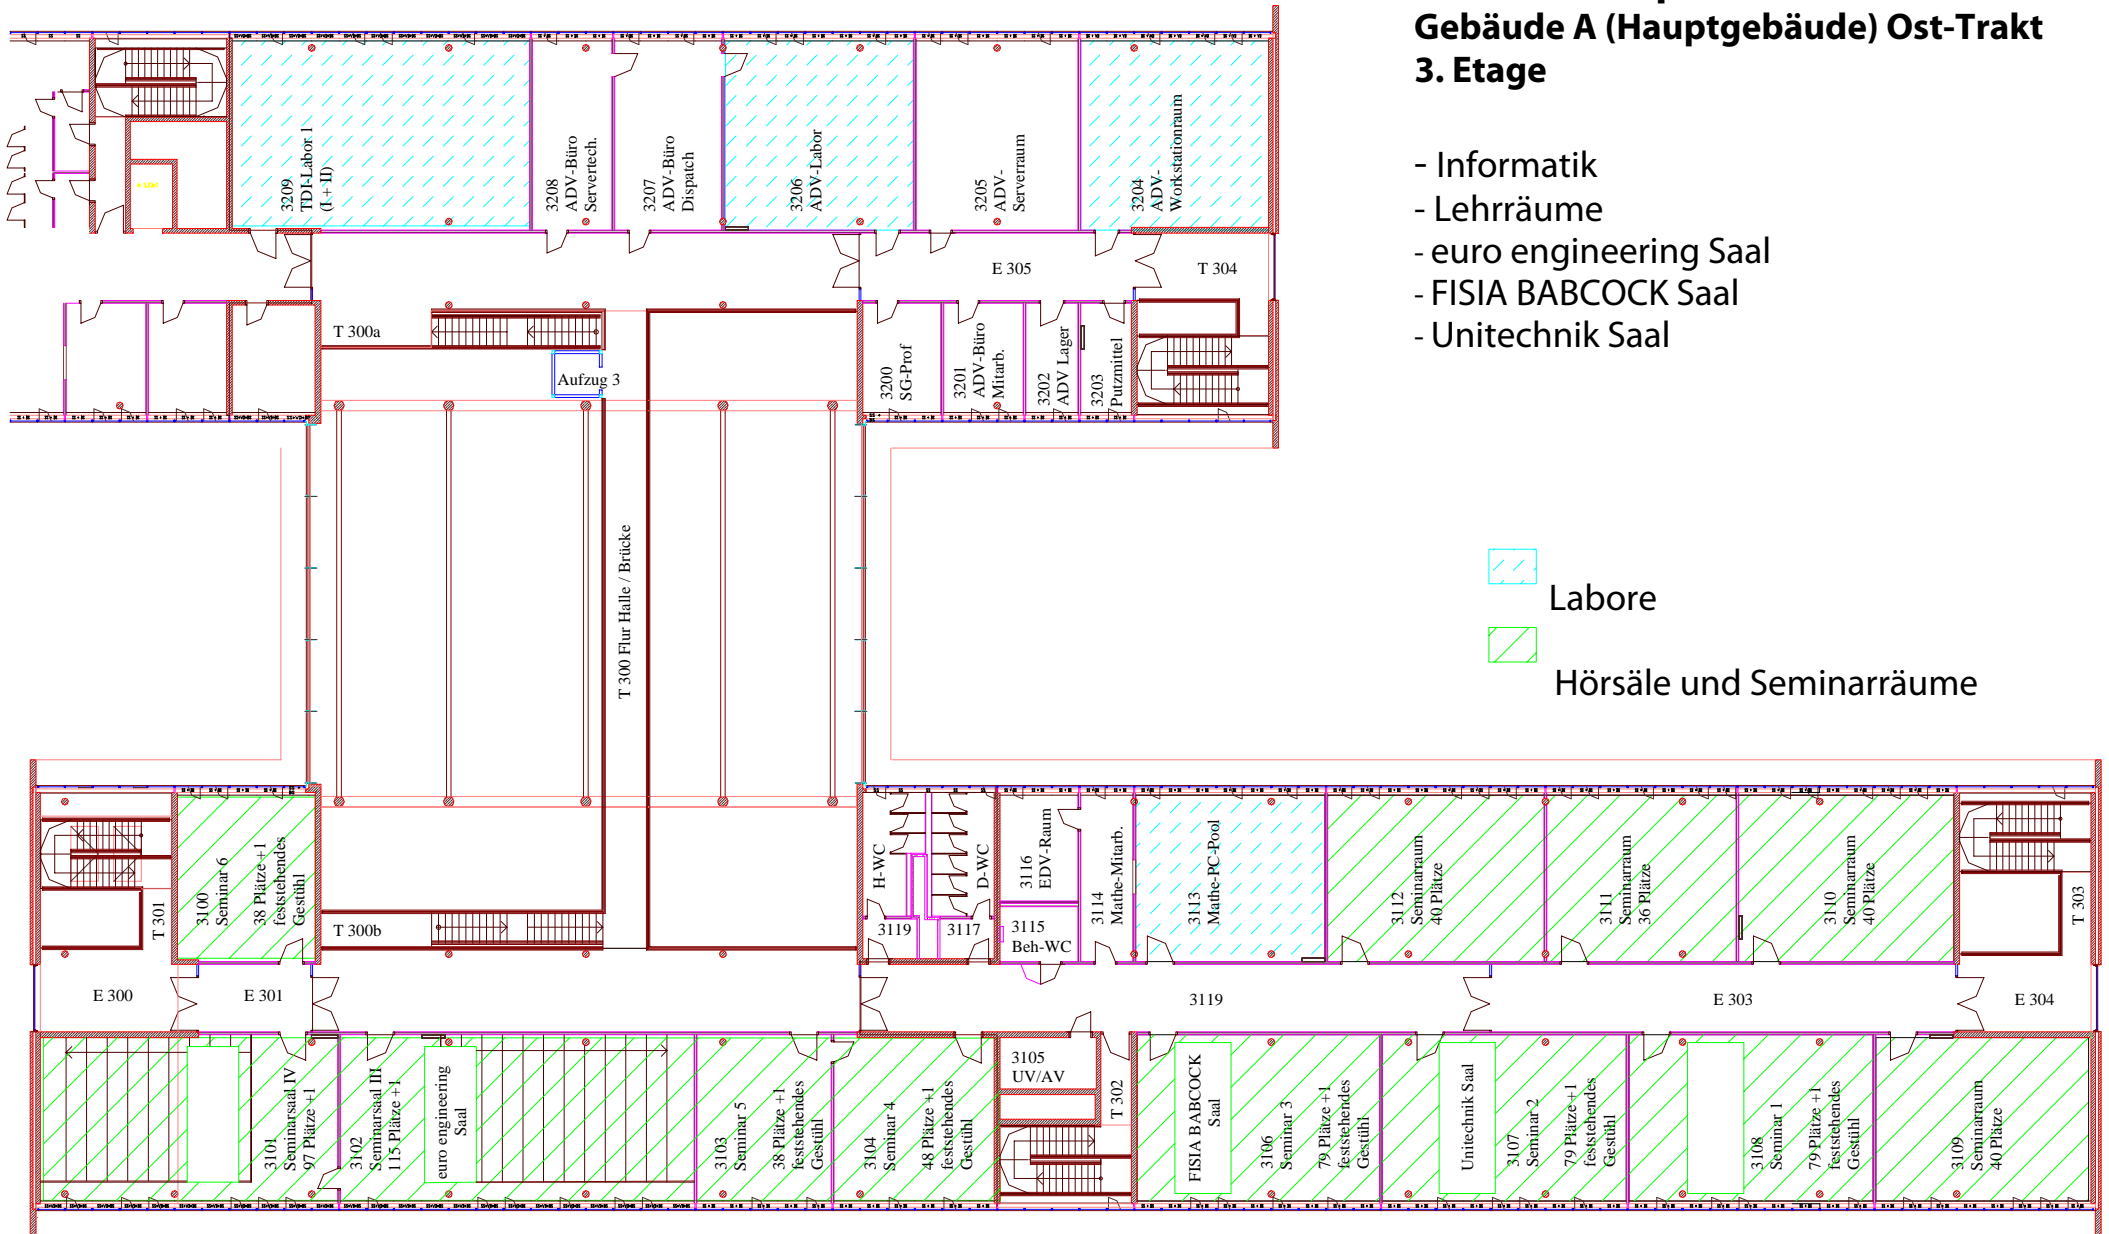 Gebäude A (Hauptgebäude) Ost-Trakt
3. Etage
- Informatik
- Lehrräume
- euro engineering Saal
- FISIA BABCOCK Saal
- Unitechnik Saal
Labore
Hörsäle und Seminarräume
3209
TDI-Labor 1
(I + II)
3208
ADV-Büro
Servertech.
3207
ADV-Büro
Dispatch
3206
ADV-Labor
3205
ADV-
Serverraum
3204
ADV-
Workstationraum
E 305
T 304
T 300a
Aufzug 3
3200
SG-Prof
3201
ADV-Büro
Mitarb.
3202
ADV Lager
3203
Putzmittel
T 300 Flur Halle / Brücke
T 301
3100
Seminar 6
38 Plätze +1
feststehendes
Gestühl
T 300b
H-WC
D-WC
3119
3117
3116
EDV-Raum
3115
Beh-WC
3114
Mathe-Mitarb.
3113
Mathe-PC-Pool
3112
Seminarraum
40 Plätze
3111
Seminarraum
36 Plätze
3110
Seminarraum
40 Plätze
T 303
E 300
E 301
3119
E 303
E 304
3101
Seminarsaal IV
97 Plätze +1
3102
Seminarsaal III
115 Plätze +1
euro engineering
Saal
3103
Seminar 5
38 Plätze +1
feststehendes
Gestühl
3104
Seminar 4
48 Plätze +1
feststehendes
Gestühl
3105
UV/AV
T 302
FISIA BABCOCK
Saal
3106
Seminar 3
79 Plätze +1
feststehendes
Gestühl
Unitechnik Saal
3107
Seminar 2
79 Plätze +1
feststehendes
Gestühl
3108
Seminar 1
79 Plätze +1
feststehendes
Gestühl
3109
Seminarraum
40 Plätze